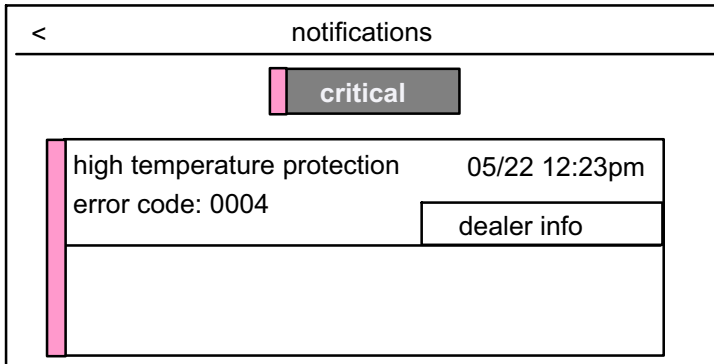 < notifications
critical
high temperature protection 05/22 12:23pm
error code: 0004
dealer info